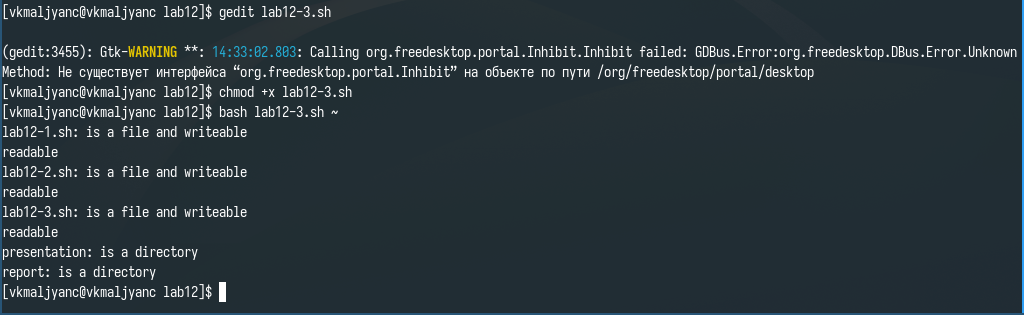 [vkmaljyanc@vkmaljyanc lab12]$ gedit lab12-3.sh
(gedit:3455): Gtk-WARNING **: 14:33:02.803: Calling org.freedesktop.portal.Inhibit.Inhibit failed: GDBus.Error:org.freedesktop.DBus.Error.Unknown
Method: Не существует интерфейса “org.freedesktop.portal.Inhibit” на объекте по пути /org/freedesktop/portal/desktop
[vkmaljyanc@vkmaljyanc lab12]$ chmod +x lab12-3.sh
[vkmaljyanc@vkmaljyanc lab12]$ bash lab12-3.sh ~
lab12-1.sh: is a file and writeable
readable
lab12-2.sh: is a file and writeable
readable
lab12-3.sh: is a file and writeable
readable
presentation: is a directory
report: is a directory
[vkmaljyanc@vkmaljyanc lab12]$